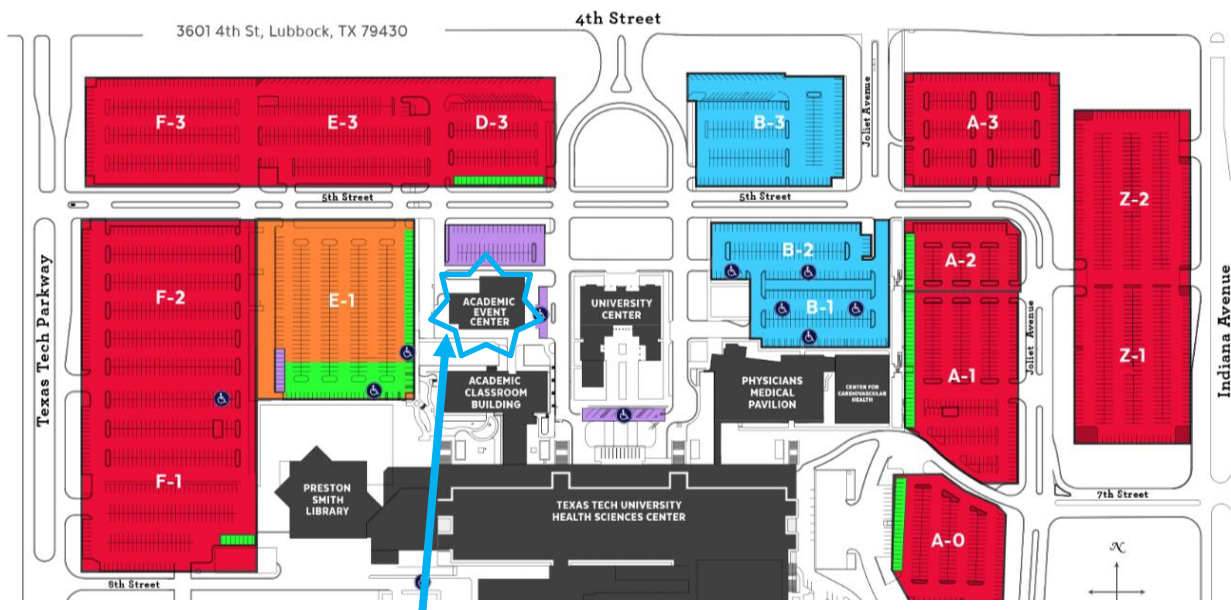 4th Street
3601 4th St, Lubbock, TX 79430
F-3
E-3
D-3
B-3
Joliet Avenue
A-3
5th Street
5th Street
Texas Tech Parkway
F-2
E-1
ACADEMIC
EVENT
CENTER
UNIVERSITY
CENTER
B-2
B-1
A-2
Z-2
Indiana Avenue
Joliet Avenue
Z-1
A-1
ACADEMIC
CLASSROOM
BUILDING
PHYSICIANS
MEDICAL
PAVILION
CENTER FOR
CARDIOVASCULAR
HEALTH
F-1
PRESTON
SMITH
LIBRARY
TEXAS TECH UNIVERSITY
HEALTH SCIENCES CENTER
7th Street
A-0
N
8th Street